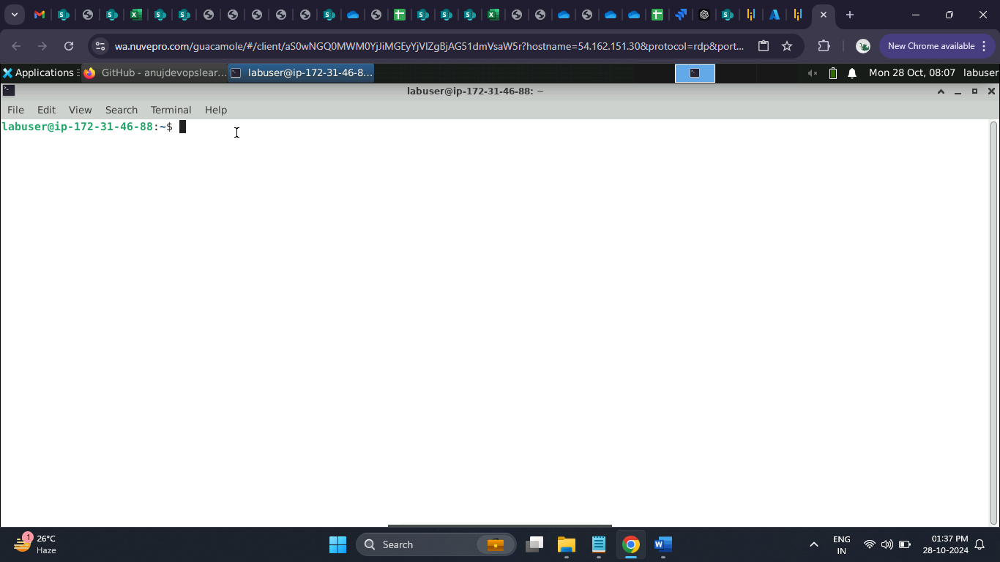 wa.nuvepro.com/guacamole/#/client/aS0wNGQ0MWM0YjJiMGEyYjVlZgBjAG51dmVsaW5r?hostname=54.162.151.30&protocol=rdp&port...
New Chrome available
Applications
GitHub - anujdevopslear...
labuser@ip-172-31-46-8...
Mon 28 Oct, 08:07
labuser
labuser@ip-172-31-46-88: ~
File Edit View Search Terminal Help
labuser@ip-172-31-46-88:~$
1
26°C
Haze
Search
ENG
IN
01:37 PM
28-10-2024